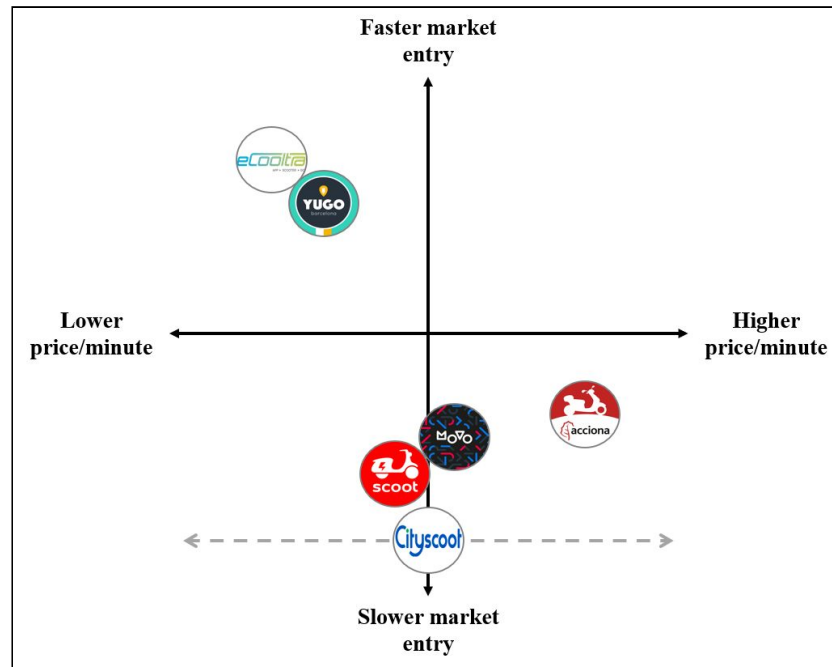 Faster market
entry
eCooltra
YUGO
barcelona
Lower
price/minute
Higher
price/minute
acciona
MOVO
scoot
Cityscoot
Slower market
entry